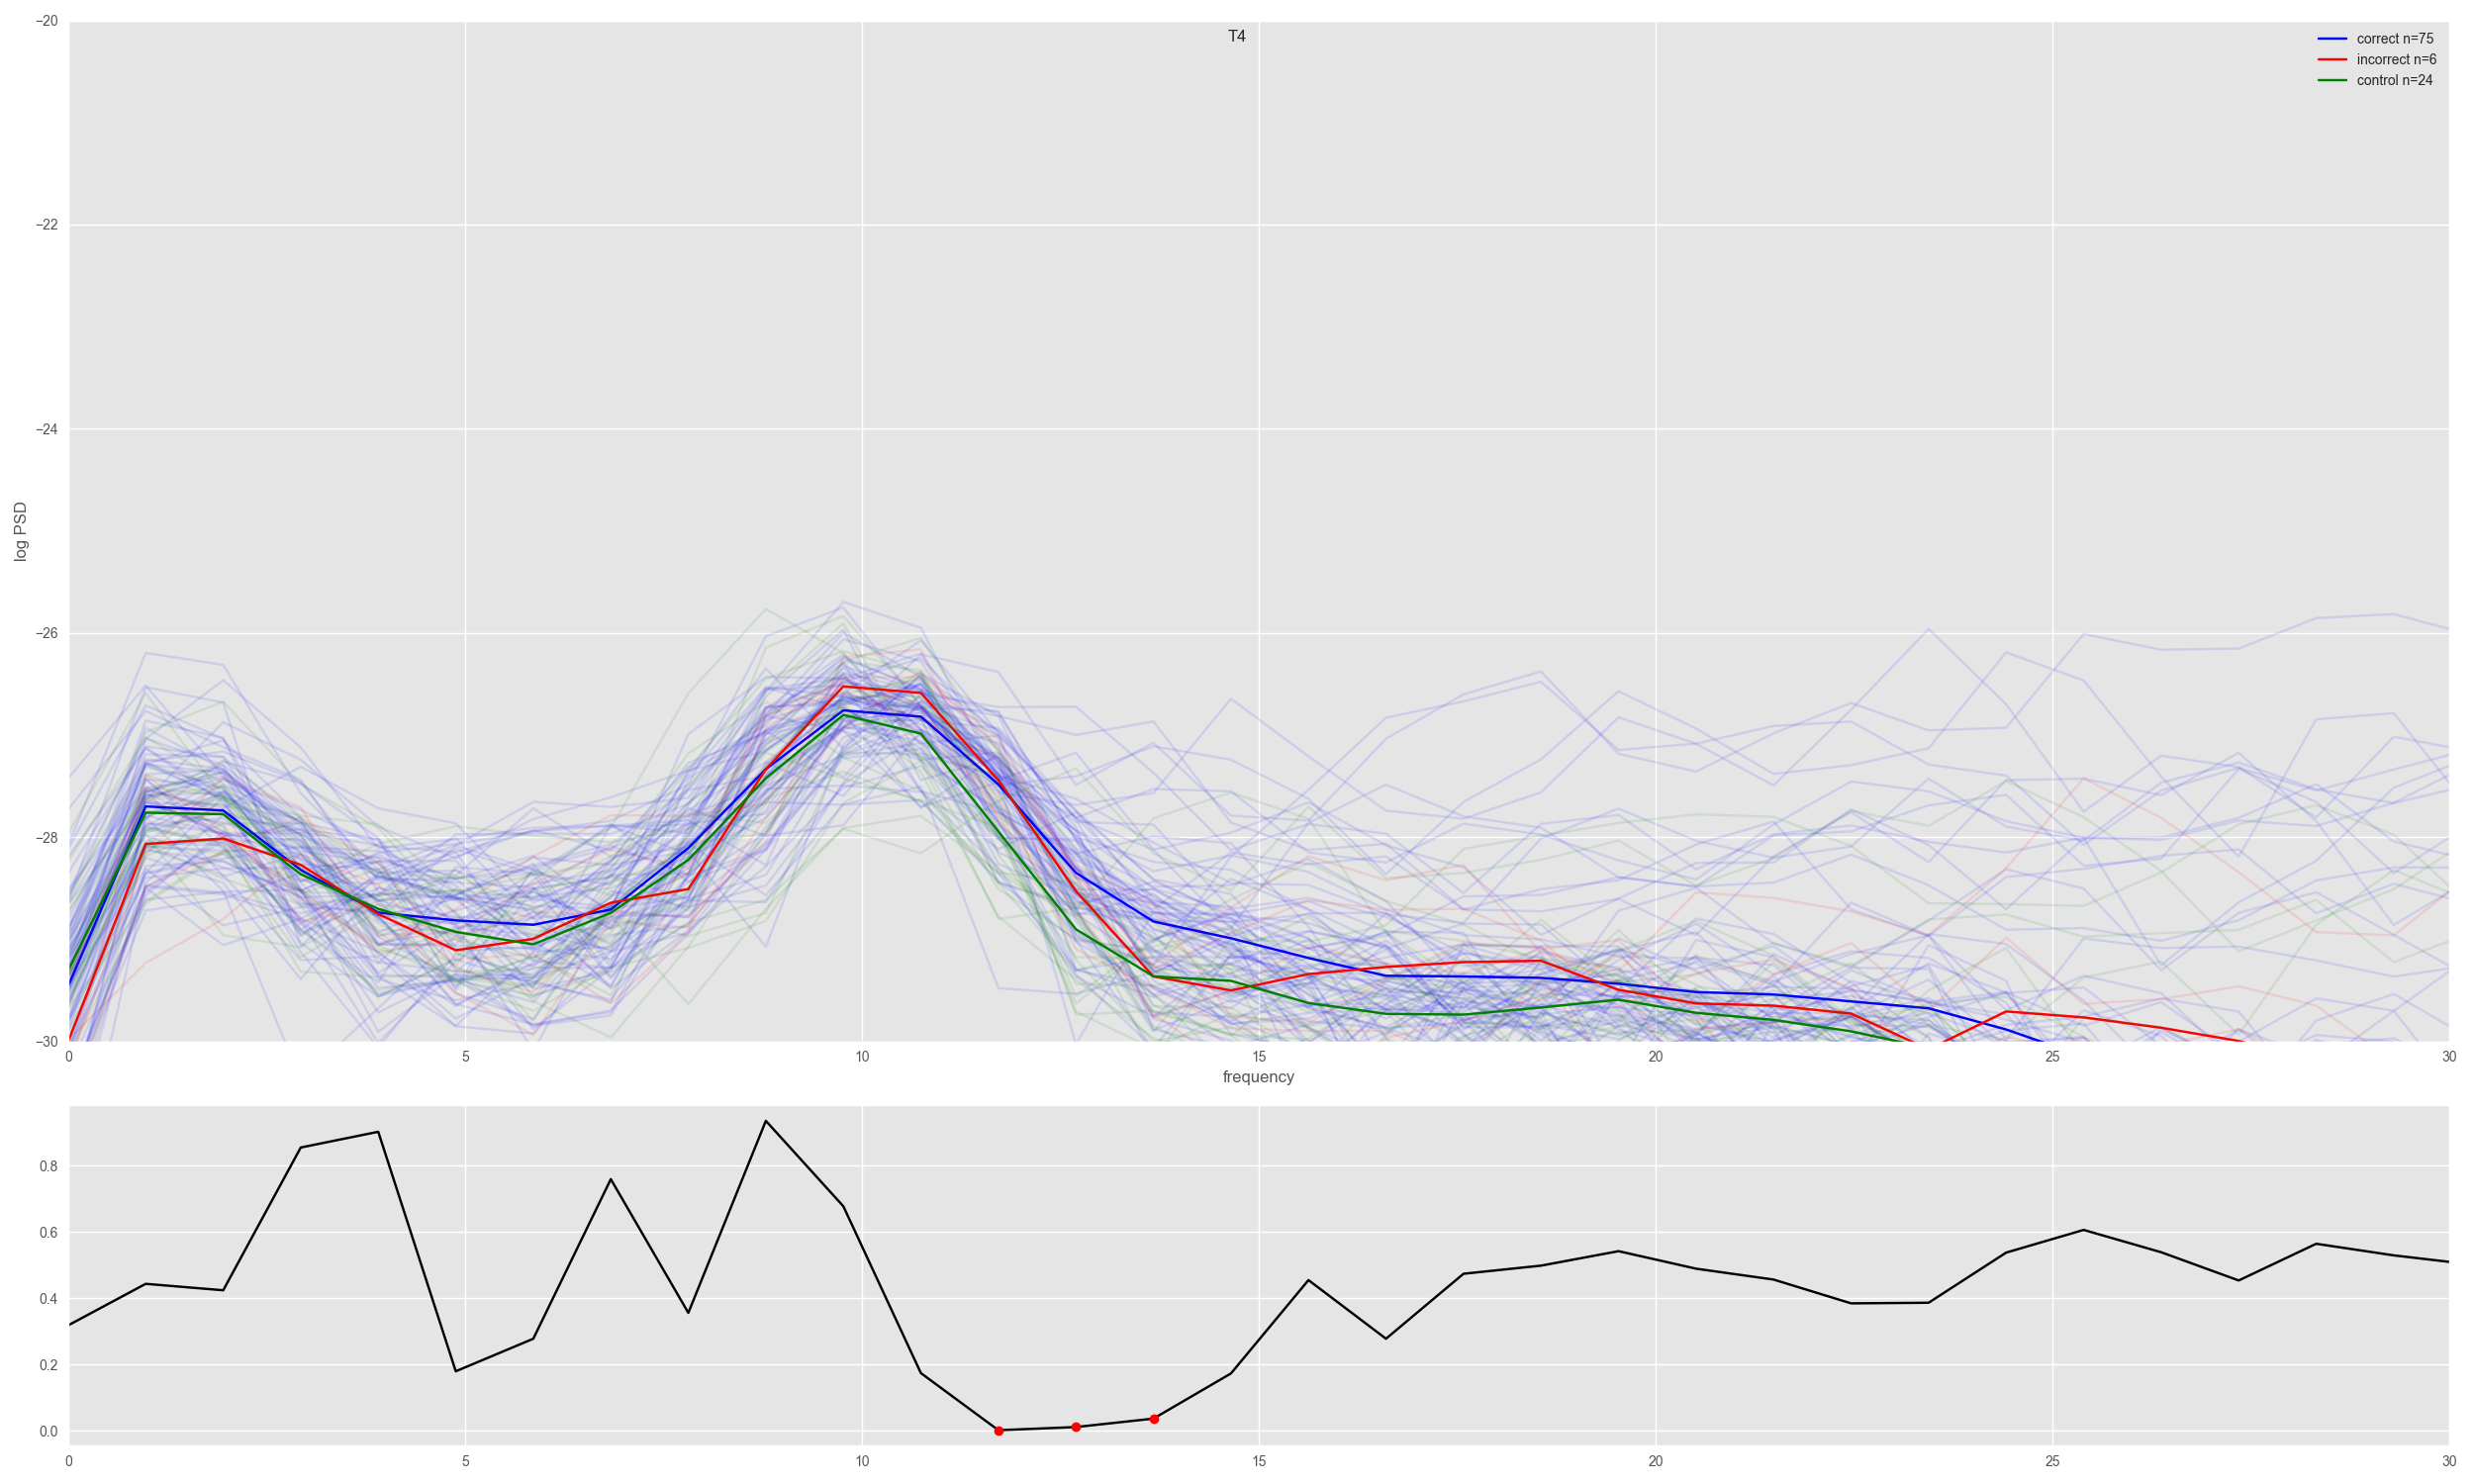 T4
correct n=75
incorrect n=6
control n=24
log PSD
−20
−22
−24
−26
−28
−30
0 5 10 15 20 25 30
frequency
0.8
0.6
0.4
0.2
0.0
0 5 10 15 20 25 30